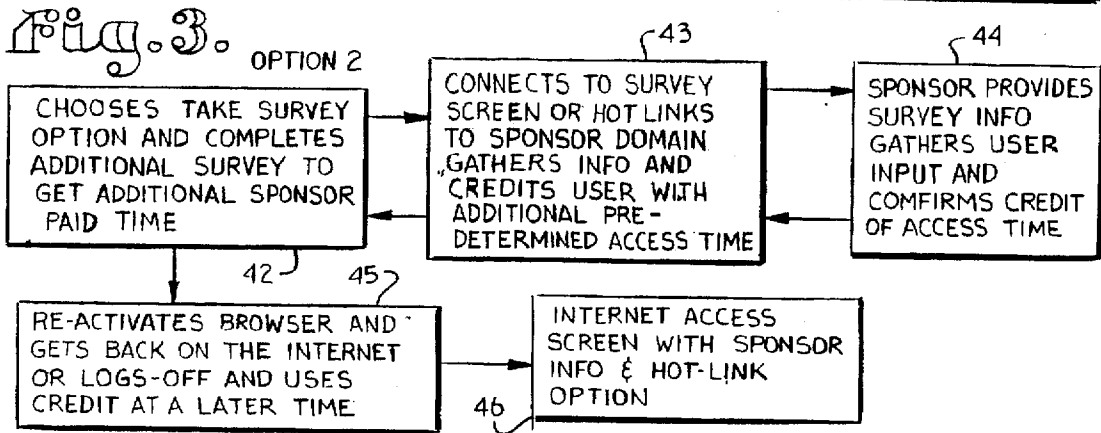 Fig. 3.
OPTION 2
43
44
CHOOSES TAKE SURVEY
OPTION AND COMPLETES
ADDITIONAL SURVEY TO
GET ADDITIONAL SPONSOR
PAID TIME
CONNECTS TO SURVEY
SCREEN OR HOT LINKS
TO SPONSOR DOMAIN
GATHERS INFO AND
CREDITS USER WITH
ADDITIONAL PRE-
DETERMINED ACCESS TIME
SPONSOR PROVIDES
SURVEY INFO
GATHERS USER
INPUT AND
COMFIRMS CREDIT
OF ACCESS TIME
42
45
RE-ACTIVATES BROWSER AND
GETS BACK ON THE INTERNET
OR LOGS-OFF AND USES
CREDIT AT A LATER TIME
INTERNET ACCESS
SCREEN WITH SPONSOR
INFO & HOT-LINK
OPTION
46